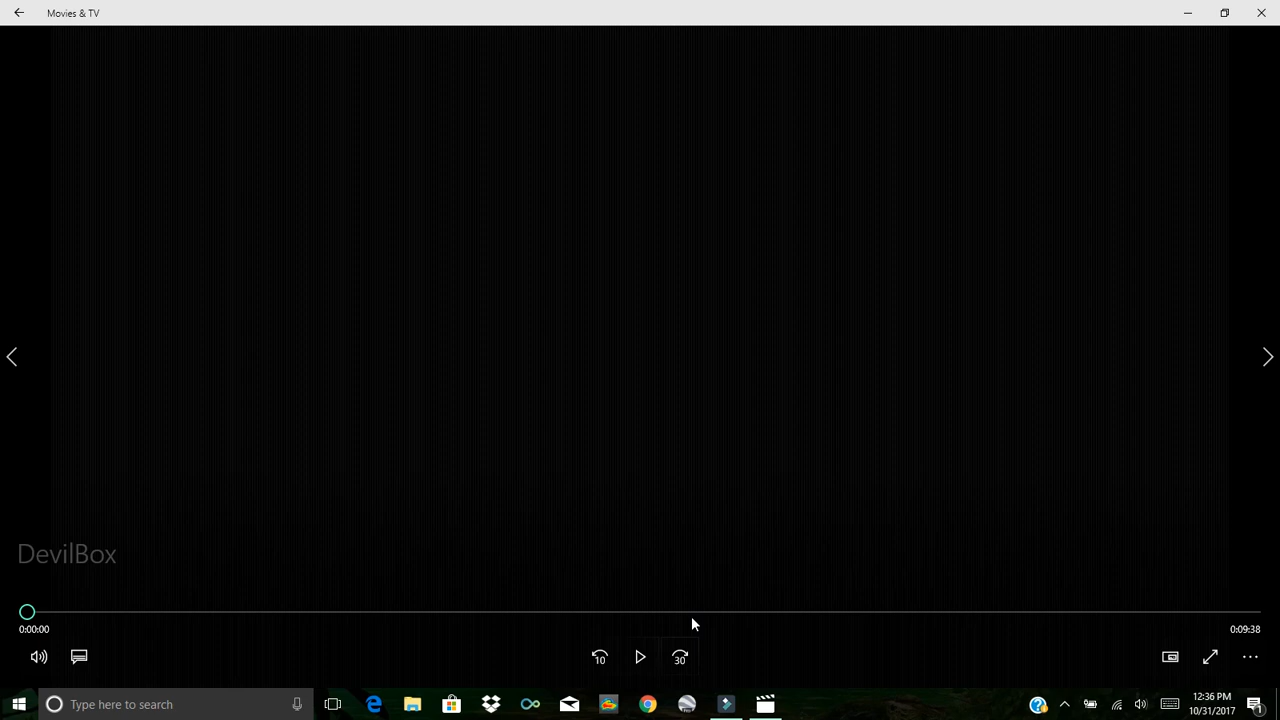 Movies & TV
DevilBox
0:00:00
0:09:38
10
30
Type here to search
12:36 PM
10/31/2017
1